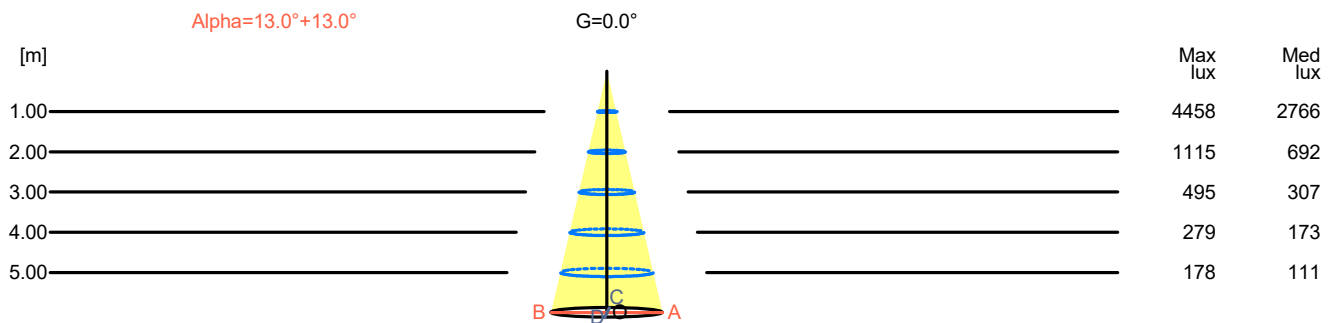 Alpha=13.0°+13.0° G=0.0°
[m] Max lux Med lux
1.00 4458 2766
2.00 1115 692
3.00 495 307
4.00 279 173
5.00 178 111
C
B D O A